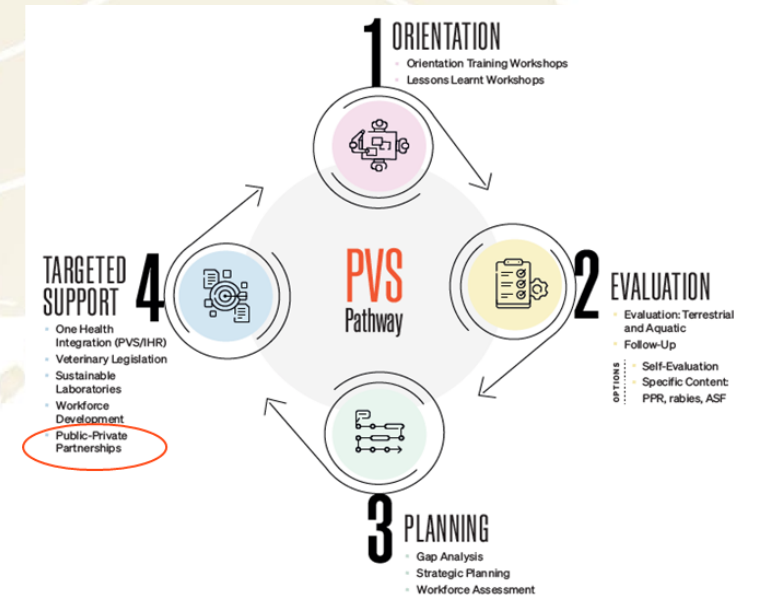 1 ORIENTATION
Orientation Training Workshops
Lessons Learnt Workshops
PVS
Pathway
2 EVALUATION
Evaluation: Terrestrial
and Aquatic
Follow-Up
OPTIONS
Self-Evaluation
Specific Content:
PPR, rabies, ASF
3 PLANNING
Gap Analysis
Strategic Planning
Workforce Assessment
TARGETED
SUPPORT 4
One Health
Integration (PVS/IHR)
Veterinary Legislation
Sustainable
Laboratories
Workforce
Development
Public-Private
Partnerships